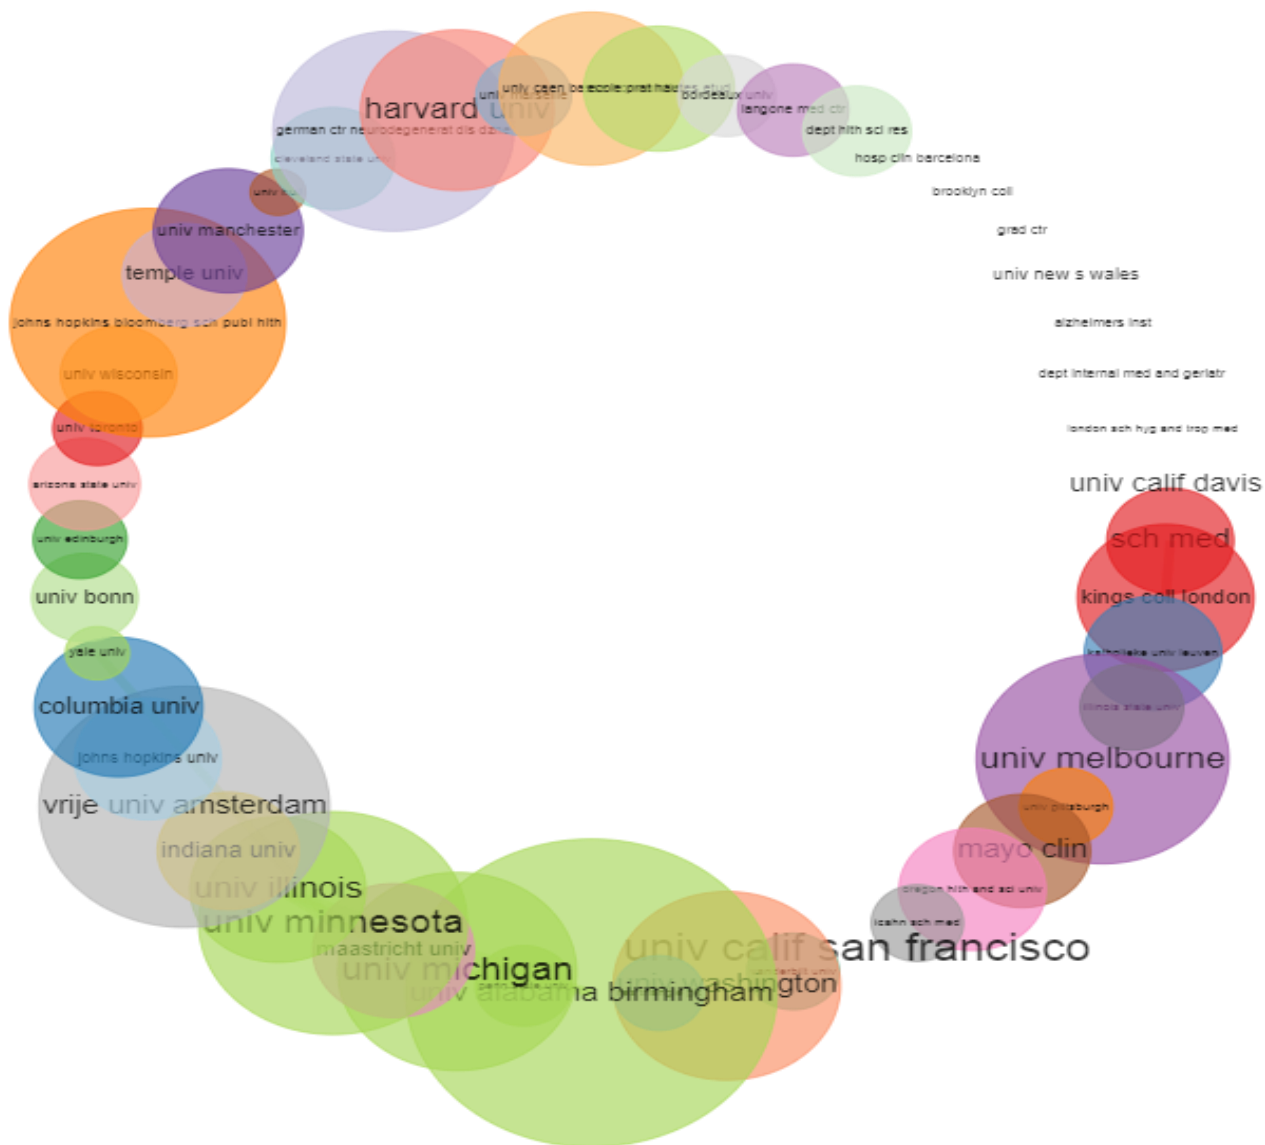 univ caen ba
ecole prat hautes etud
bordeaux univ
harvard univ
langone med ctr
german ctr neurodegenerat dis dzne
dept hlth scl res
cleveland state univ
hosp clin barcelona
brooklyn coll
univ manchester
grad ctr
temple univ
univ new s wales
johns hopkins bloomberg sch publ hlth
alzheimers inst
univ wisconsin
dept internal med and geriatr
univ toronto
london sch hyg and trop med
arizona state univ
univ calif davis
univ edinburgh
sch med
univ bonn
kings coll london
yale univ
katholieke univ leuven
columbia univ
illinois state univ
johns hopkins univ
univ melbourne
vrije univ amsterdam
univ pittsburgh
indiana univ
mayo clin
univ illinois
oregon hlth and sci univ
univ minnesota
icahn sch med
maastricht univ
univ calif san francisco
univ michigan
vanderbilt univ
univ washington
univ alabama birmingham